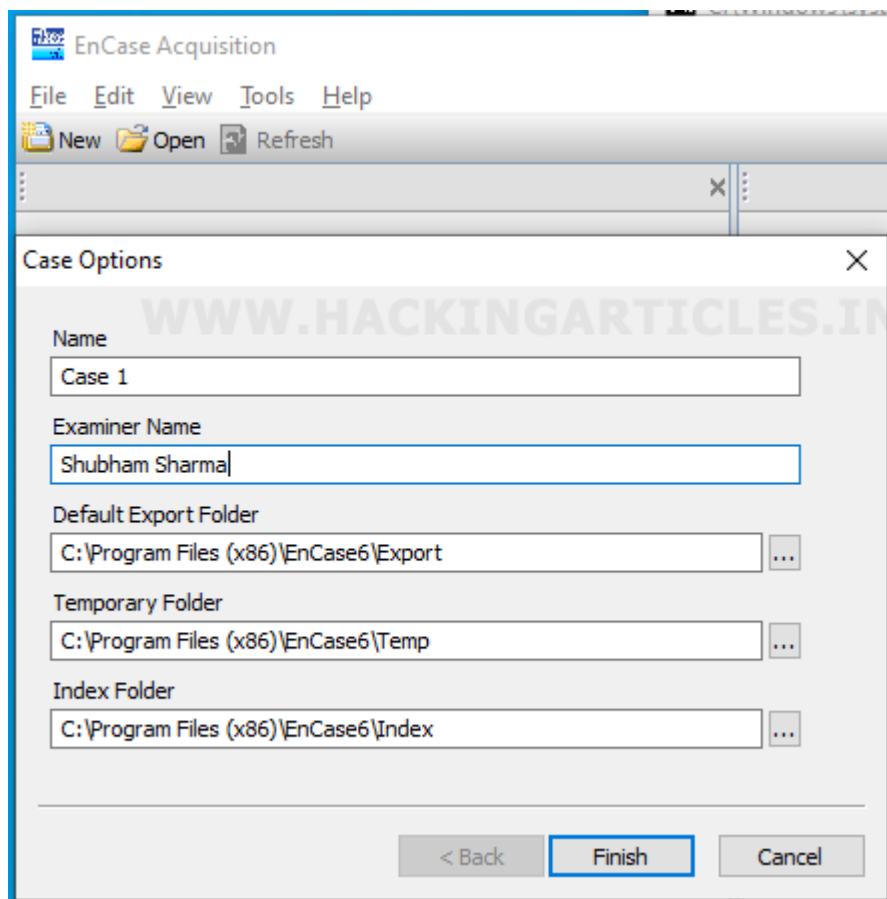 EnCase Acquisition
File Edit View Tools Help
New Open Refresh
Case Options
WWW.HACKINGARTICLES.IN
Name
Case 1
Examiner Name
Shubham Sharma
Default Export Folder
C:\Program Files (x86)\EnCase6\Export
...
Temporary Folder
C:\Program Files (x86)\EnCase6\Temp
...
Index Folder
C:\Program Files (x86)\EnCase6\Index
...
< Back Finish Cancel